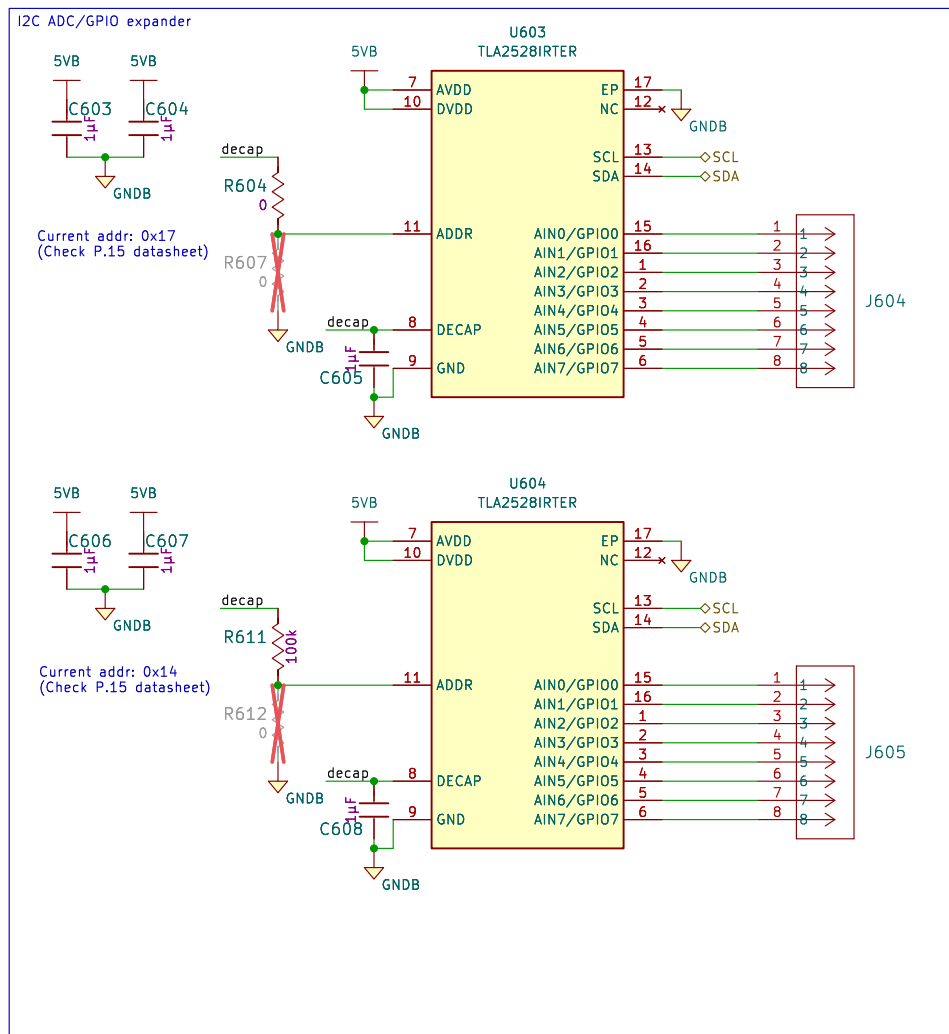 I2C ADC/GPIO expander
5VB
5VB
C603
1µF
C604
1µF
GNDB
decap
R604
0
Current addr: 0x17
(Check P.15 datasheet)
R607
0
GNDB
decap
1µF
C605
GNDB
U603
TLA2528IRTER
5VB
7 AVDD
10 DVDD
11 ADDR
8 DECAP
9 GND
EP 17
NC 12
GNDB
SCL 13 SCL
SDA 14 SDA
AIN0/GPIO0 15 1 1
AIN1/GPIO1 16 2 2
AIN2/GPIO2 1 3 3
AIN3/GPIO3 2 4 4
AIN4/GPIO4 3 5 5
AIN5/GPIO5 4 6 6
AIN6/GPIO6 5 7 7
AIN7/GPIO7 6 8 8
J604
5VB
5VB
C606
1µF
C607
1µF
GNDB
decap
R611
100k
Current addr: 0x14
(Check P.15 datasheet)
R612
0
GNDB
decap
1µF
C608
GNDB
U604
TLA2528IRTER
5VB
7 AVDD
10 DVDD
11 ADDR
8 DECAP
9 GND
EP 17
NC 12
GNDB
SCL 13 SCL
SDA 14 SDA
AIN0/GPIO0 15 1 1
AIN1/GPIO1 16 2 2
AIN2/GPIO2 1 3 3
AIN3/GPIO3 2 4 4
AIN4/GPIO4 3 5 5
AIN5/GPIO5 4 6 6
AIN6/GPIO6 5 7 7
AIN7/GPIO7 6 8 8
J605